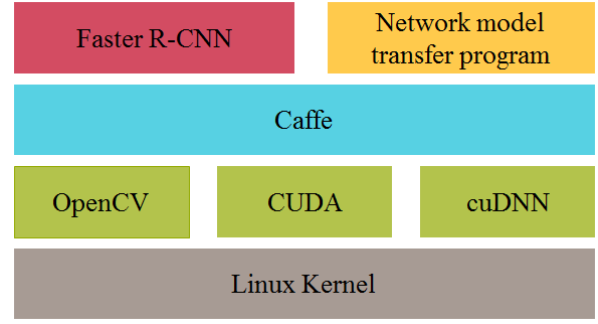 Faster R-CNN
Network model
transfer program
Caffe
OpenCV
CUDA
cuDNN
Linux Kernel